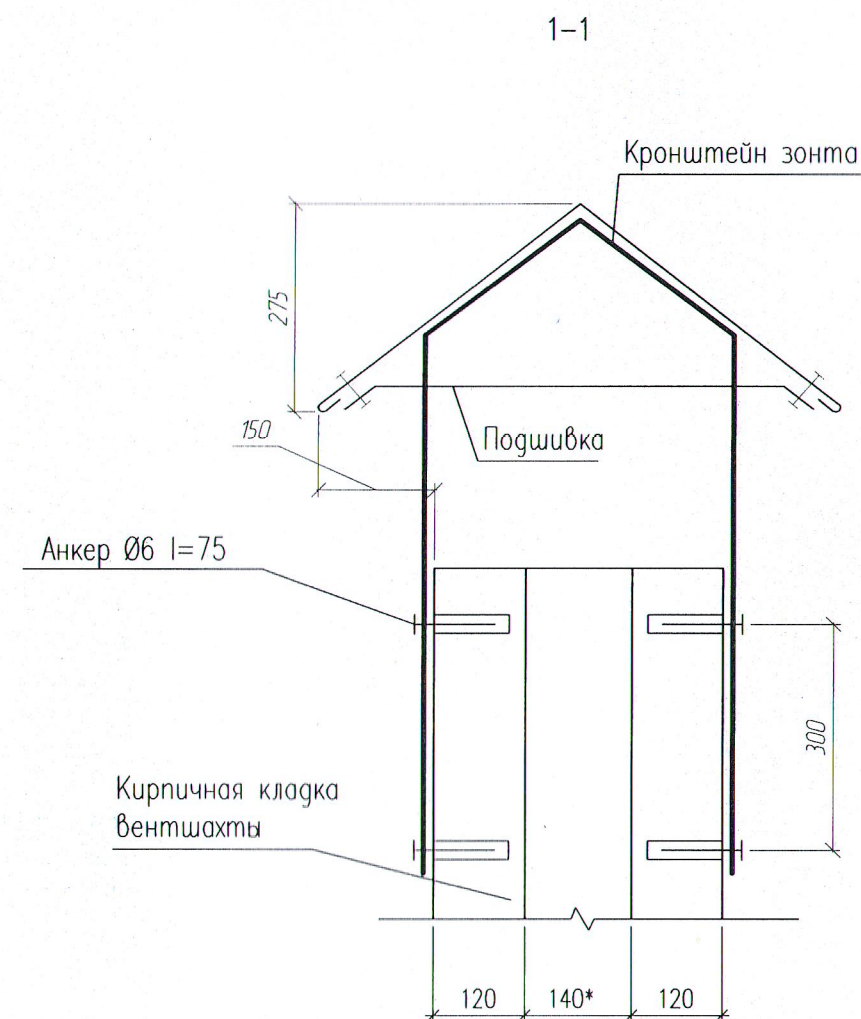 1-1
Кронштейн зонта
275
150
Подшивка
Анкер Ø6 l=75
300
Кирпичная кладка
вентшахты
120
140*
120